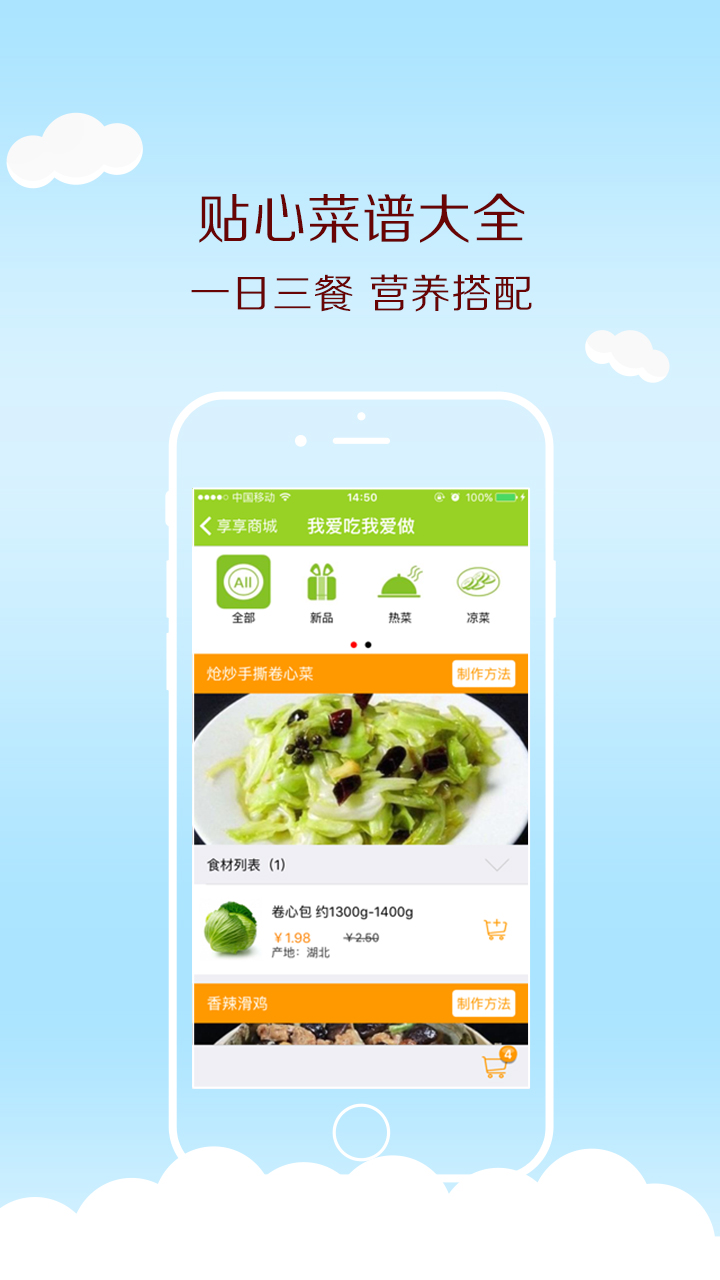 贴心菜谱大全
一日三餐 营养搭配
中国移动 14:50 100%
享享商城 我爱吃我爱做
All
全部 新品 热菜 凉菜
炝炒手撕卷心菜 制作方法
食材列表（1）
卷心包 约1300g-1400g
￥1.98 ￥2.50
产地：湖北
香辣滑鸡 制作方法
4